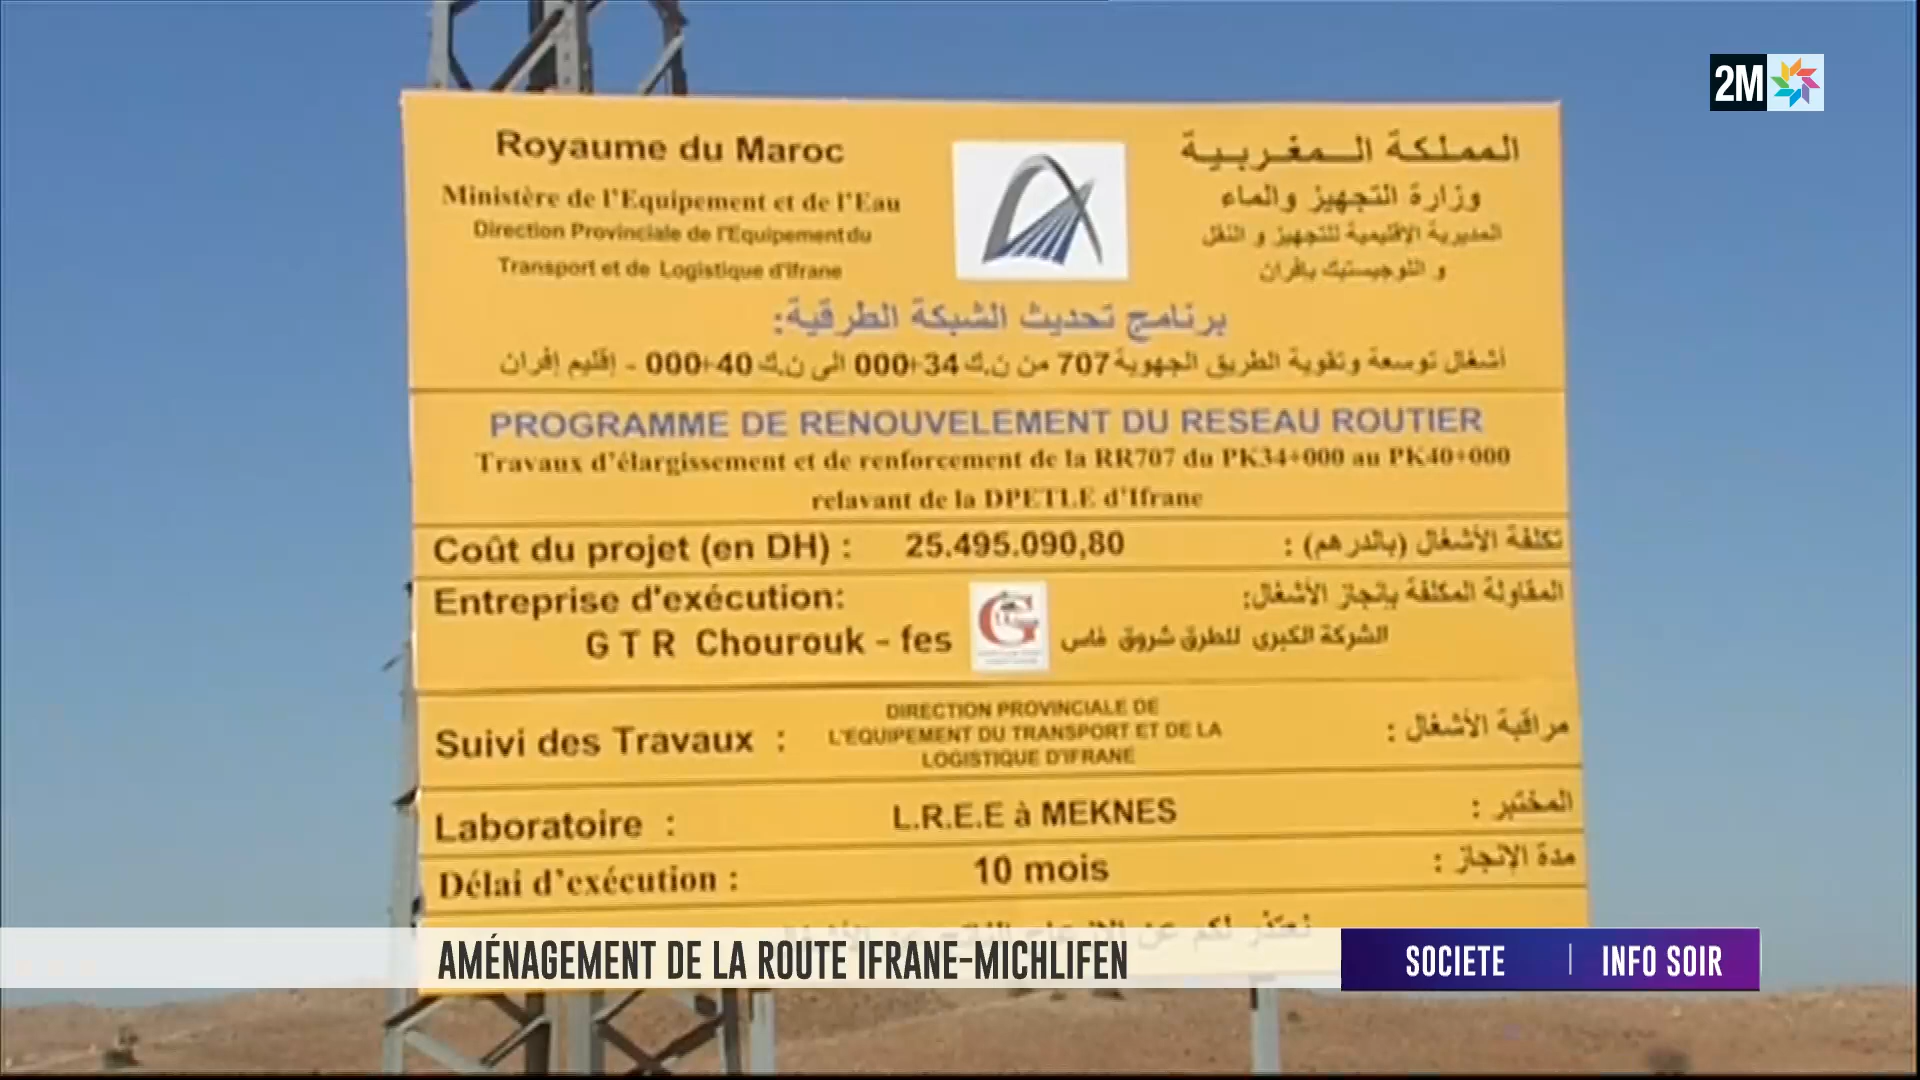 2M
Royaume du Maroc
Ministère de l'Equipement et de l'Eau
Direction Provinciale de l'Equipement du
Transport et de Logistique d'Ifrane
المملكة المغربية
وزارة التجهيز والماء
المديرية الإقليمية للتجهيز و النقل
و اللوجيستيك بإفران
برنامج تحديث الشبكة الطرقية:
أشغال توسعة وتقوية الطريق الجهوية 707 من ن.ك 34+000 الى ن.ك 40+000 - إقليم إفران
PROGRAMME DE RENOUVELEMENT DU RESEAU ROUTIER
Travaux d'élargissement et de renforcement de la RR707 du PK34+000 au PK40+000
relavant de la DPETLE d'Ifrane
Coût du projet (en DH) : 25.495.090,80 تكلفة الأشغال (بالدرهم) :
Entreprise d'exécution: المقاولة المكلفة بإنجاز الأشغال:
G T R Chourouk - fes الشركة الكبرى للطرق شروق فاس
Suivi des Travaux : DIRECTION PROVINCIALE DE
L'EQUIPEMENT DU TRANSPORT ET DE LA
LOGISTIQUE D'IFRANE
مراقبة الأشغال :
Laboratoire : L.R.E.E à MEKNES المختبر :
Délai d'exécution : 10 mois مدة الإنجاز :
نعتذر لكم عن
AMÉNAGEMENT DE LA ROUTE IFRANE-MICHLIFEN
SOCIETE | INFO SOIR